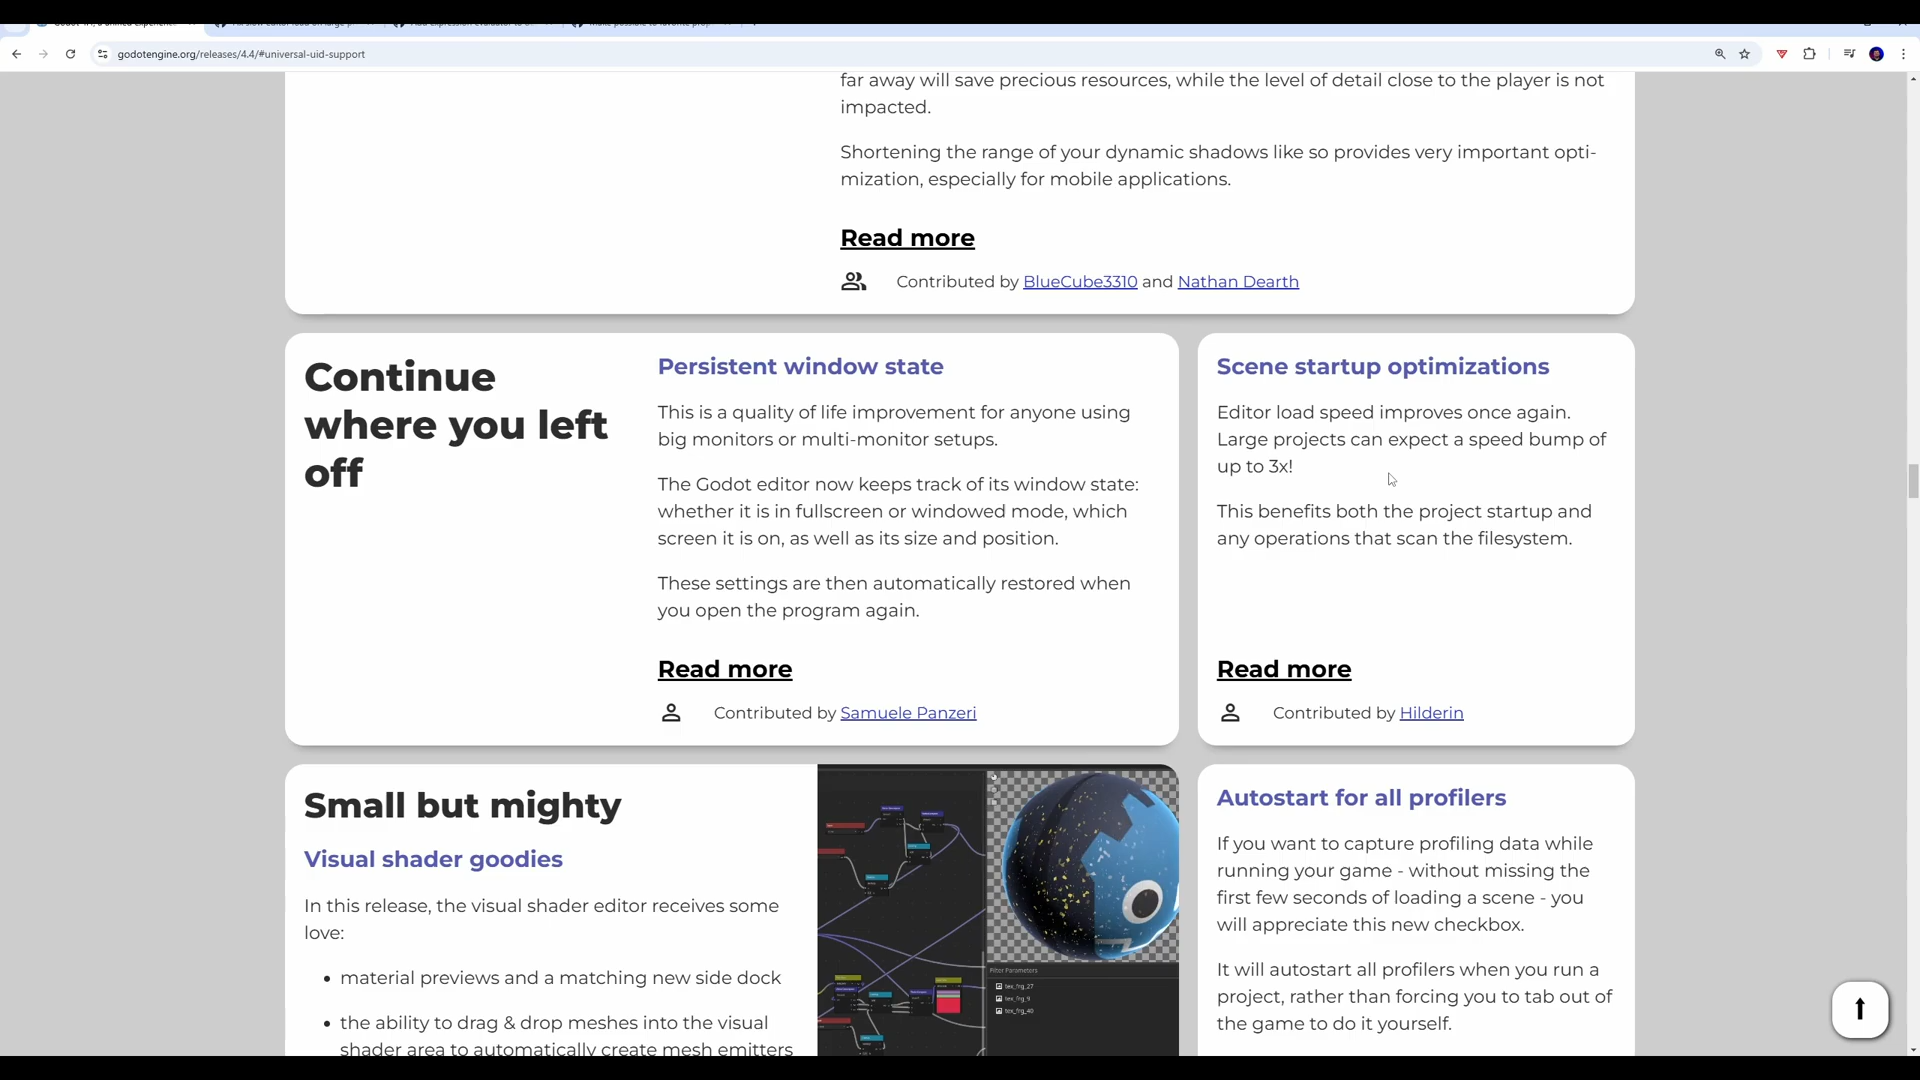 godotengine.org/releases/4.4/#universal-uid-support
far away will save precious resources, while the level of detail close to the player is not
impacted.
Shortening the range of your dynamic shadows like so provides very important opti-
mization, especially for mobile applications.
Read more
Contributed by BlueCube3310 and Nathan Dearth
Continue
where you left
off
Persistent window state
This is a quality of life improvement for anyone using
big monitors or multi-monitor setups.
The Godot editor now keeps track of its window state:
whether it is in fullscreen or windowed mode, which
screen it is on, as well as its size and position.
These settings are then automatically restored when
you open the program again.
Read more
Contributed by Samuele Panzeri
Scene startup optimizations
Editor load speed improves once again.
Large projects can expect a speed bump of
up to 3x!
This benefits both the project startup and
any operations that scan the filesystem.
Read more
Contributed by Hilderin
Small but mighty
Visual shader goodies
In this release, the visual shader editor receives some
love:
material previews and a matching new side dock
the ability to drag & drop meshes into the visual
shader area to automatically create mesh emitters
Filter Parameters
tex_frg_27
tex_frg_9
tex_frg_40
Autostart for all profilers
If you want to capture profiling data while
running your game - without missing the
first few seconds of loading a scene - you
will appreciate this new checkbox.
It will autostart all profilers when you run a
project, rather than forcing you to tab out of
the game to do it yourself.